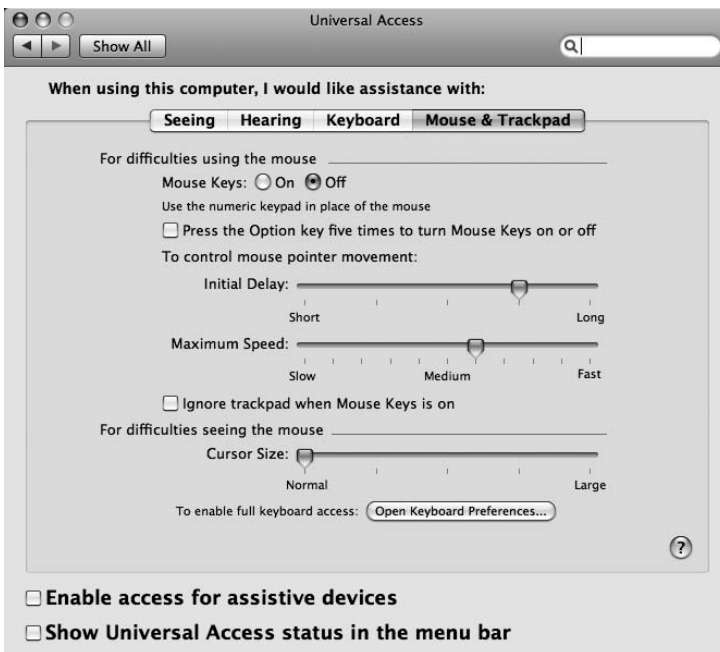 Universal Access
Show All
When using this computer, I would like assistance with:
Seeing Hearing Keyboard Mouse & Trackpad
For difficulties using the mouse
Mouse Keys: On Off
Use the numeric keypad in place of the mouse
Press the Option key five times to turn Mouse Keys on or off
To control mouse pointer movement:
Initial Delay:
Short Long
Maximum Speed:
Slow Medium Fast
Ignore trackpad when Mouse Keys is on
For difficulties seeing the mouse
Cursor Size:
Normal Large
To enable full keyboard access: Open Keyboard Preferences...
?
Enable access for assistive devices
Show Universal Access status in the menu bar